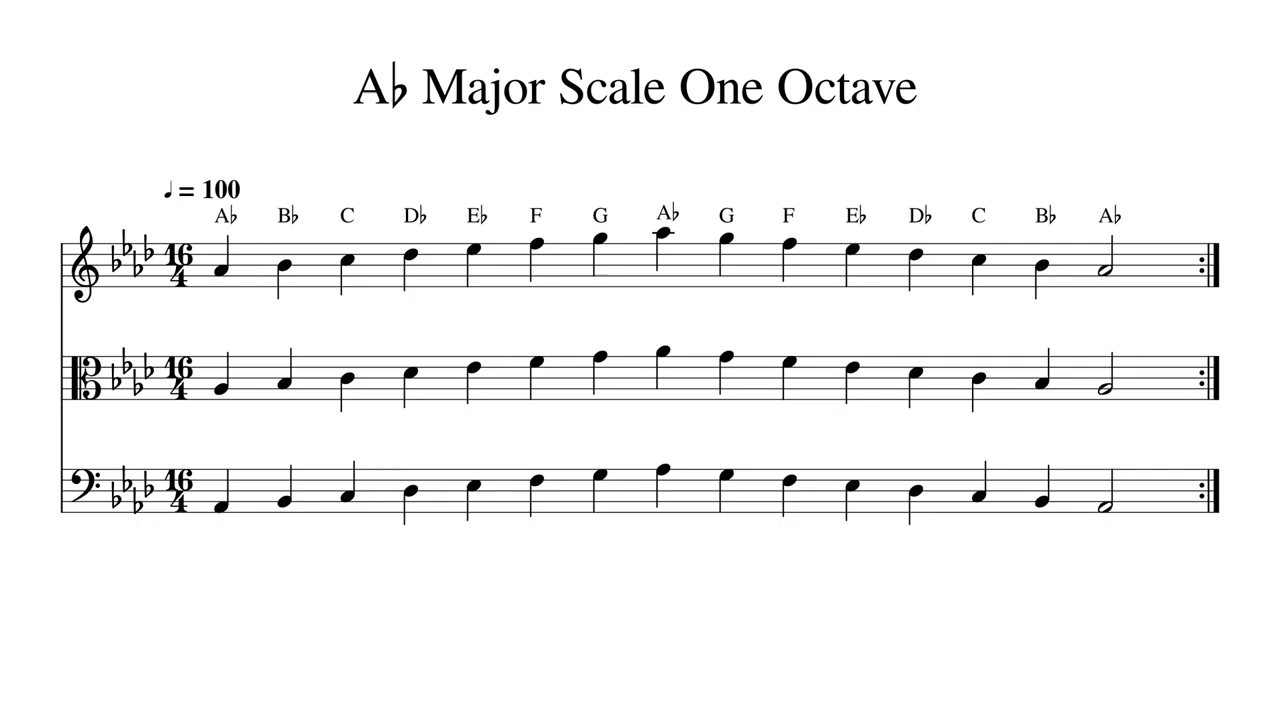 A♭ Major Scale One Octave
♩ = 100
A♭ B♭ C D♭ E♭ F G A♭ G F E♭ D♭ C B♭ A♭
16
4
16
4
16
4